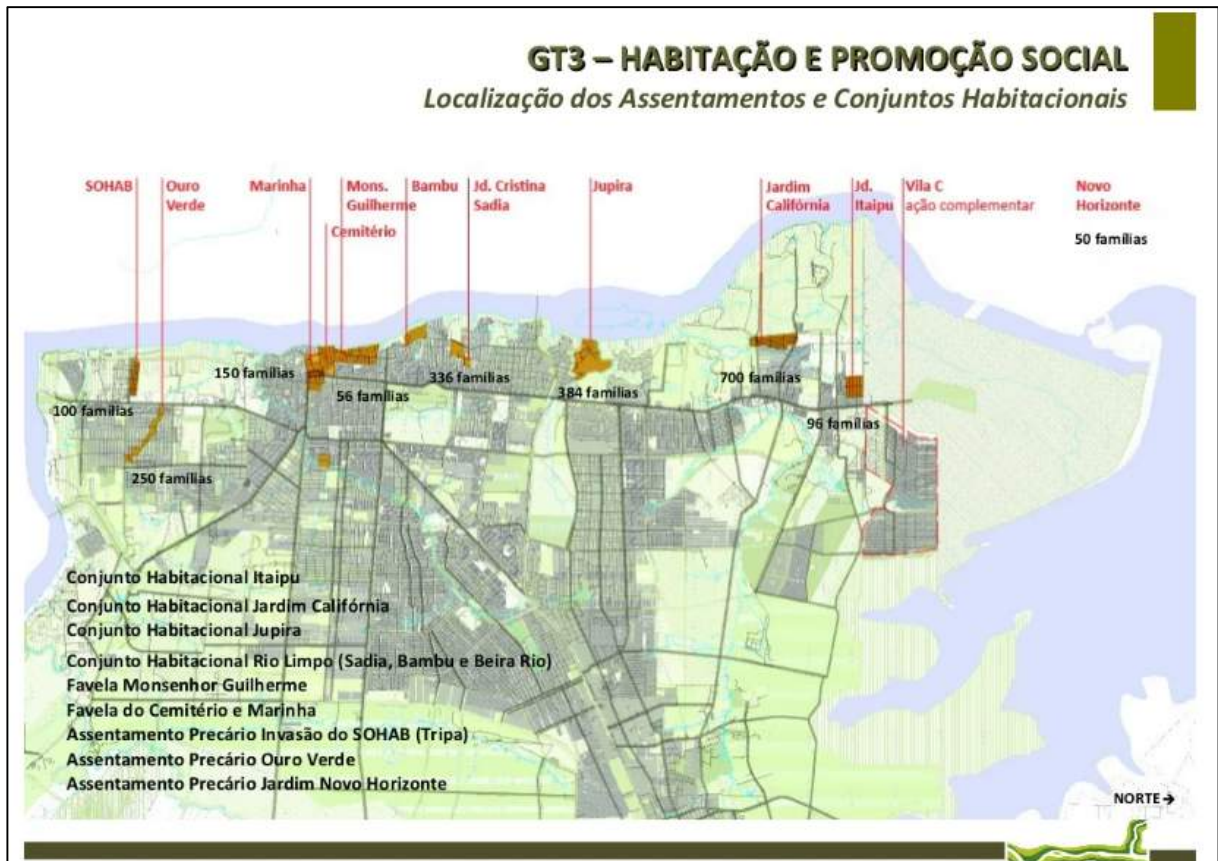 GT3 – HABITAÇÃO E PROMOÇÃO SOCIAL
Localização dos Assentamentos e Conjuntos Habitacionais
SOHAB
Ouro
Verde
Marinha
Mons.
Guilherme
Cemitério
Bambu
Jd. Cristina
Sadia
Jupira
Jardim
Califórnia
Jd.
Itaipu
Vila C
ação complementar
Novo
Horizonte
50 famílias
100 famílias
250 famílias
150 famílias
56 famílias
336 famílias
384 famílias
700 famílias
96 famílias
Conjunto Habitacional Itaipu
Conjunto Habitacional Jardim Califórnia
Conjunto Habitacional Jupira
Conjunto Habitacional Rio Limpo (Sadia, Bambu e Beira Rio)
Favela Monsenhor Guilherme
Favela do Cemitério e Marinha
Assentamento Precário Invasão do SOHAB (Tripa)
Assentamento Precário Ouro Verde
Assentamento Precário Jardim Novo Horizonte
NORTE→